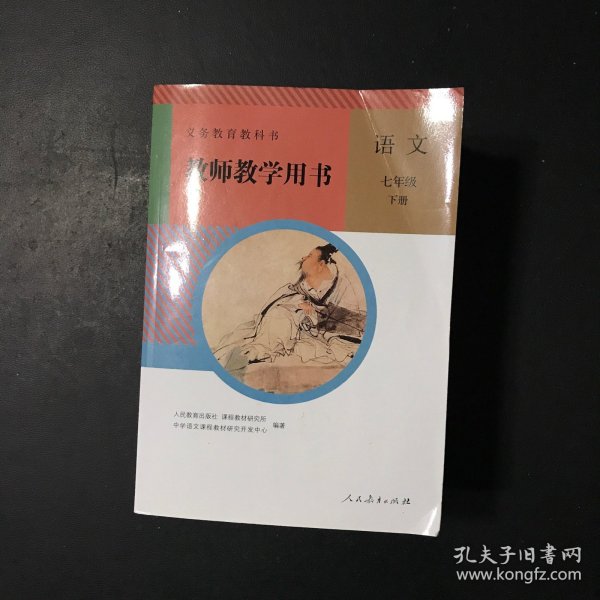 义务教育教科书
教师教学用书
语文
七年级
下册
人民教育出版社 课程教材研究所
中学语文课程教材研究开发中心
编著
人民教育出版社
孔夫子旧书网
www.kongfz.com